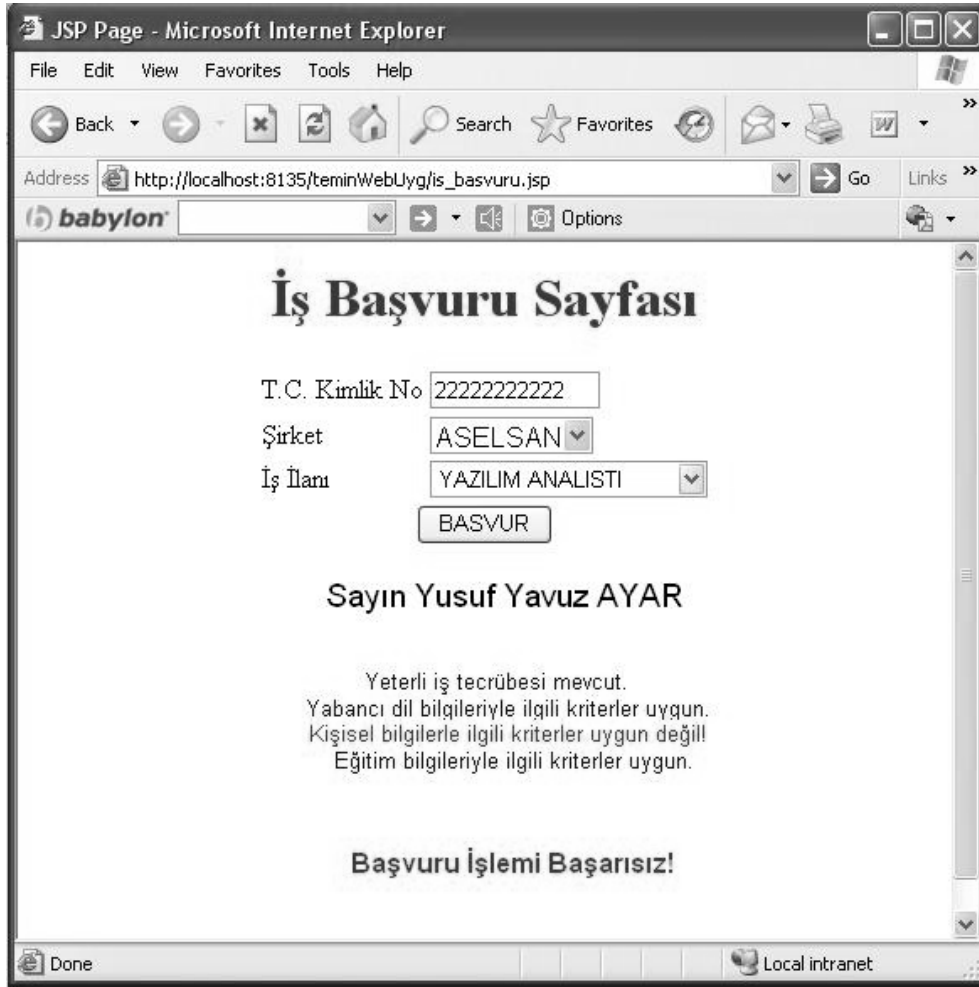 JSP Page - Microsoft Internet Explorer
File Edit View Favorites Tools Help
Back Search Favorites »
Address http://localhost:8135/teminWebUyg/is_basvuru.jsp Go Links »
babylon Options
İş Başvuru Sayfası
T.C. Kimlik No 22222222222
Şirket ASELSAN
İş İlanı YAZILIM ANALISTI
BASVUR
Sayın Yusuf Yavuz AYAR
Yeterli iş tecrübesi mevcut.
Yabancı dil bilgileriyle ilgili kriterler uygun.
Kişisel bilgilerle ilgili kriterler uygun değil!
Eğitim bilgileriyle ilgili kriterler uygun.
Başvuru İşlemi Başarısız!
Done Local intranet